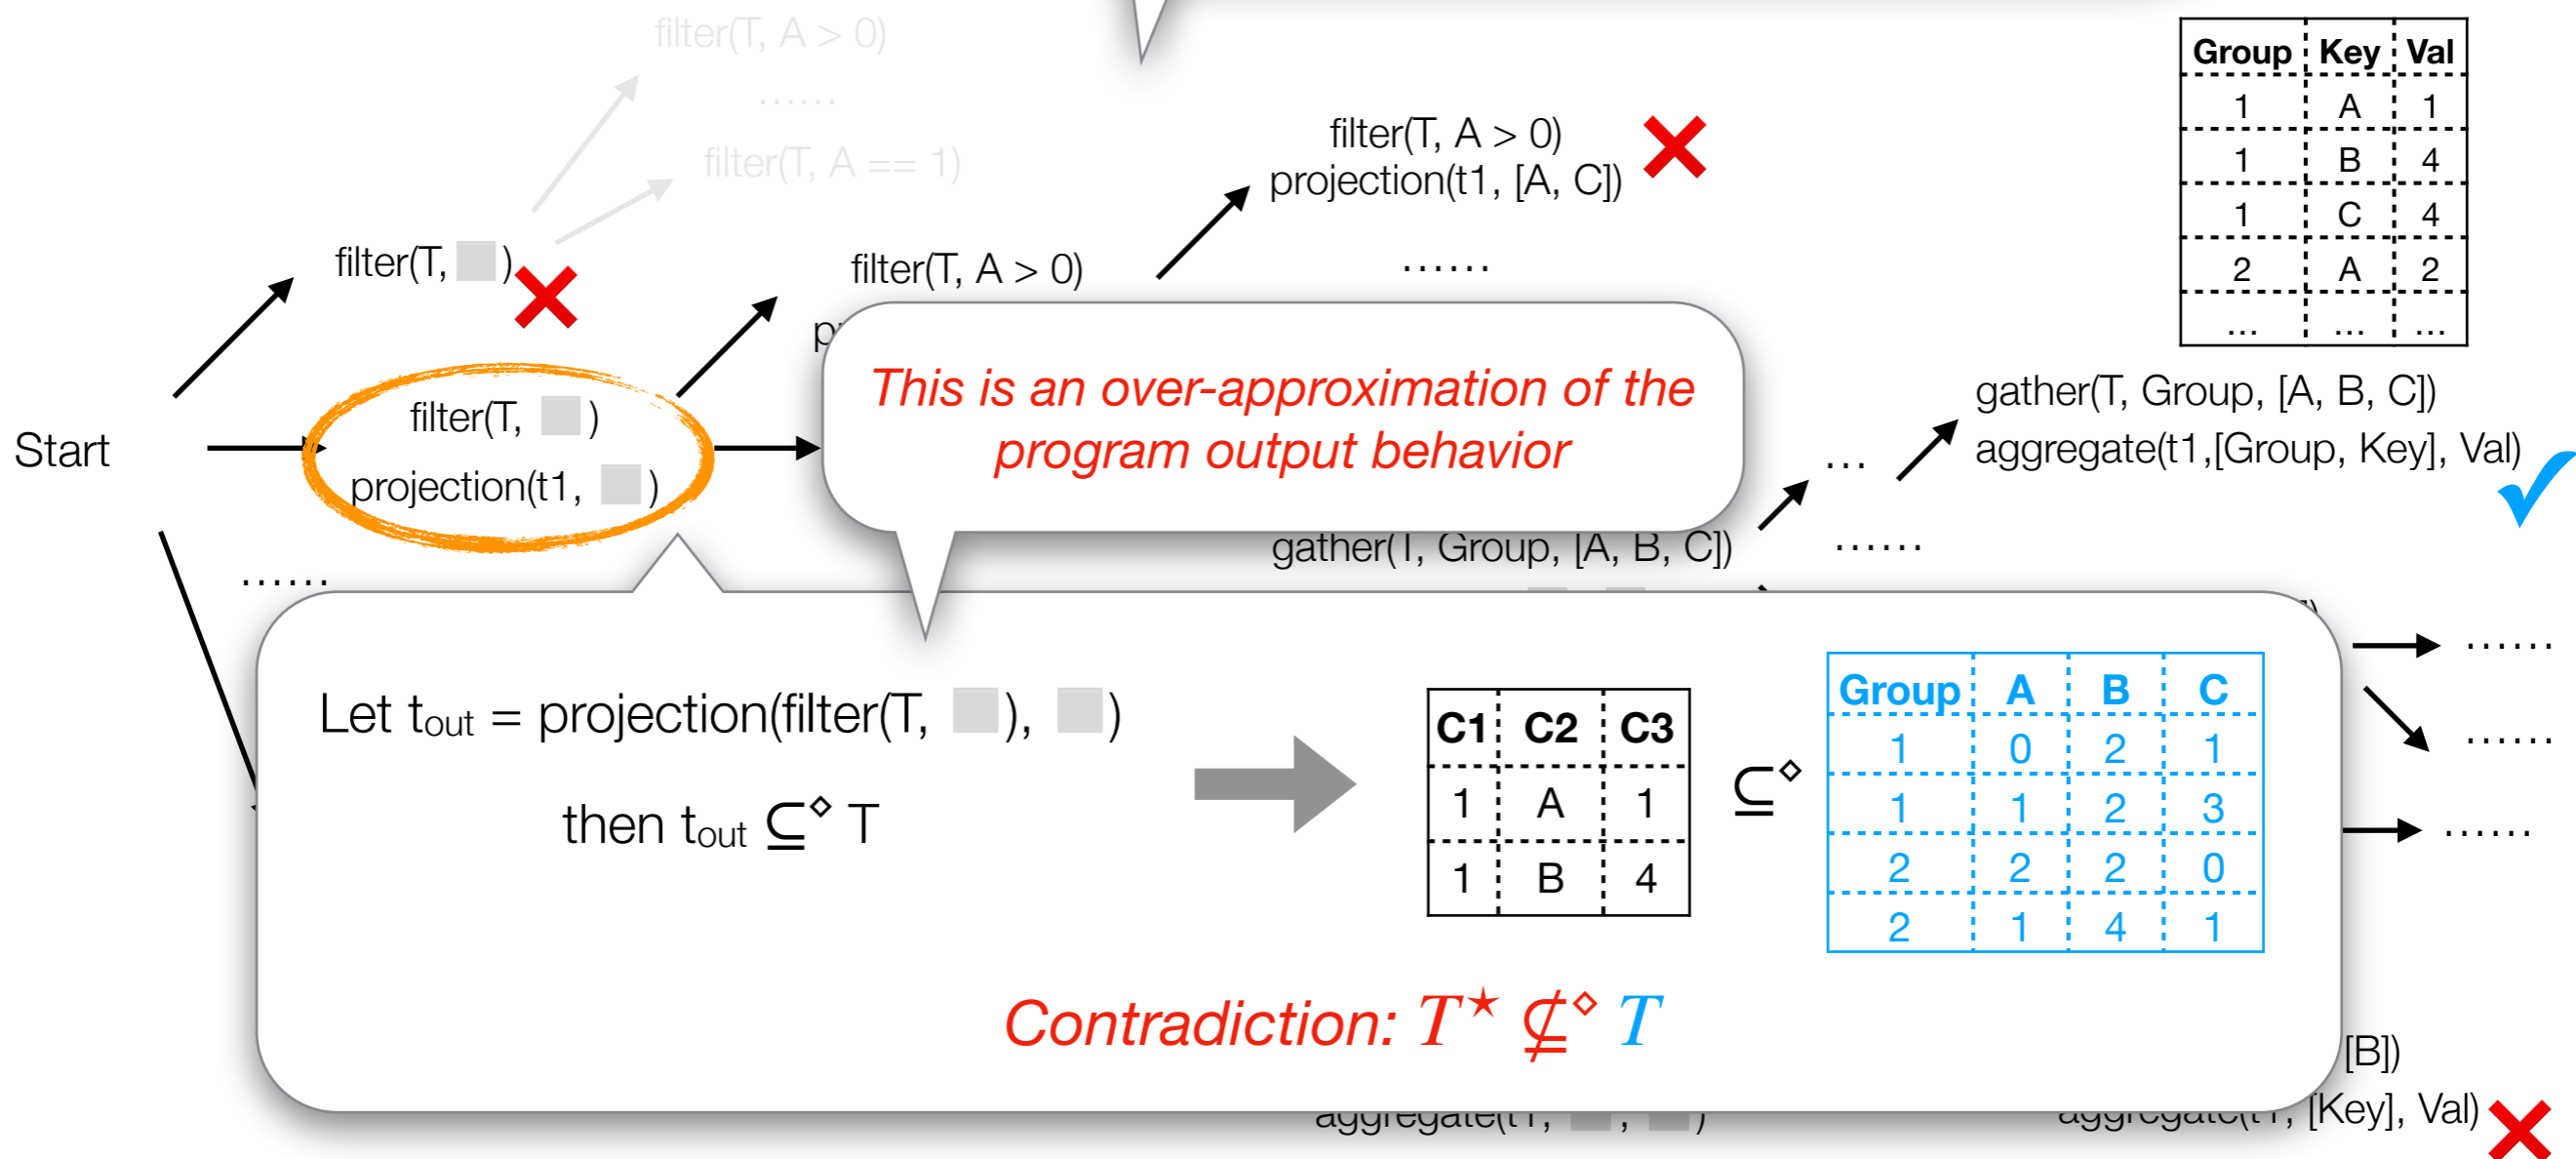 filter(T, A > 0)
......
filter(T, A == 1)
filter(T, )
filter(T, A > 0)
filter(T, A > 0)
projection(t1, [A, C])
......
Group Key Val
1 A 1
1 B 4
1 C 4
2 A 2
... ... ...
Start
filter(T, )
projection(t1, )
......
This is an over-approximation of the
program output behavior
gather(T, Group, [A, B, C])
aggregate(t1,[Group, Key], Val)
...
......
gather(T, Group, [A, B, C])
Let tout = projection(filter(T, ), )
then tout ⊆⋄ T
C1 C2 C3
1 A 1
1 B 4
⊆⋄
Group A B C
1 0 2 1
1 1 2 3
2 2 2 0
2 1 4 1
Contradiction: T⋆ ⊈⋄ T
......
......
......
[B])
aggregate(t1, , )
aggregate(t1, [Key], Val)